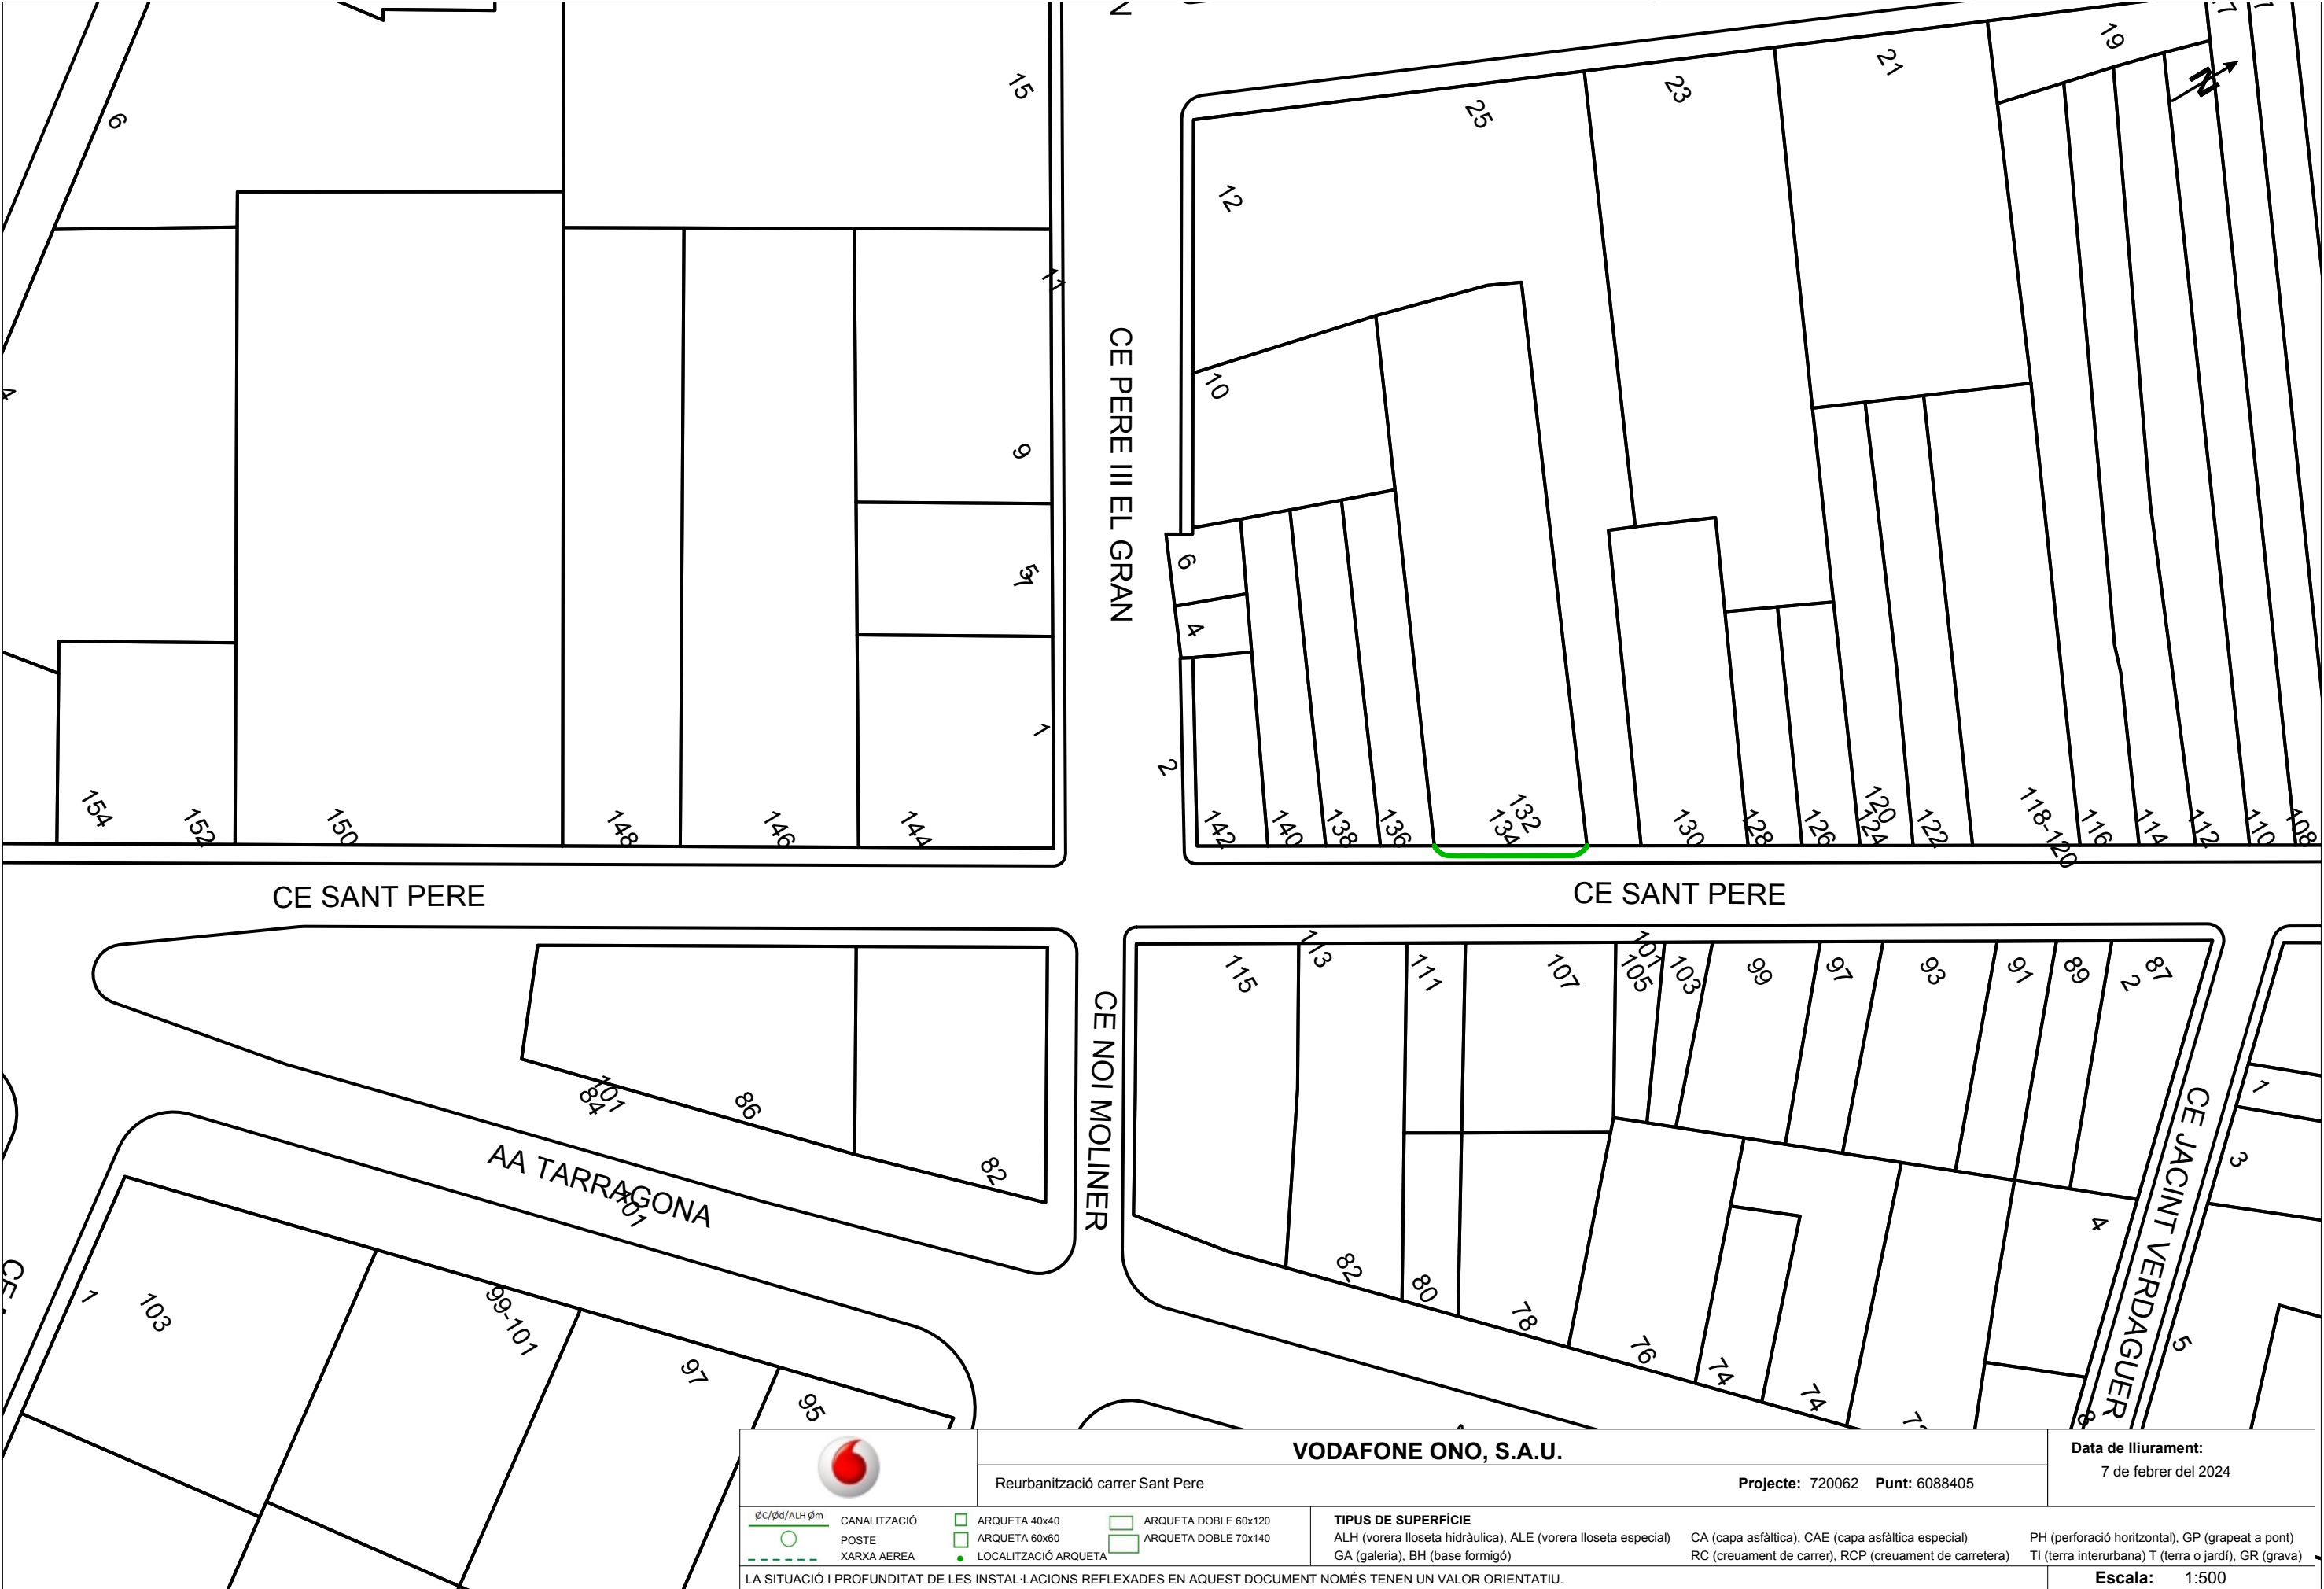 N
15
6
11
9
5
7
1
CE PERE III EL GRAN
12
10
6
4
2
25
23
21
19
N
154
152
150
148
146
144
142
140
138
136
132
134
130
128
126
120
124
122
118-120
116
114
112
110
108
CE SANT PERE
CE SANT PERE
101
84
86
82
AA TARRAGONA
101
CE NOI MOLINER
115
113
111
107
101
105
103
99
97
93
91
89
2
87
82
80
78
76
74
74
4
CE JACINT VERDAGUER
8
1
3
5
1
103
99-101
97
95
VODAFONE ONO, S.A.U.
Reurbanització carrer Sant Pere
Projecte: 720062 Punt: 6088405
Data de lliurament:
7 de febrer del 2024
ØC/Ød/ALH Øm CANALITZACIÓ
POSTE
XARXA AEREA
ARQUETA 40x40
ARQUETA 60x60
LOCALITZACIÓ ARQUETA
ARQUETA DOBLE 60x120
ARQUETA DOBLE 70x140
TIPUS DE SUPERFÍCIE
ALH (vorera lloseta hidràulica), ALE (vorera lloseta especial) CA (capa asfàltica), CAE (capa asfàltica especial) PH (perforació horitzontal), GP (grapeat a pont)
GA (galeria), BH (base formigó) RC (creuament de carrer), RCP (creuament de carretera) TI (terra interurbana) T (terra o jardí), GR (grava)
LA SITUACIÓ I PROFUNDITAT DE LES INSTAL·LACIONS REFLEXADES EN AQUEST DOCUMENT NOMÉS TENEN UN VALOR ORIENTATIU.
Escala: 1:500